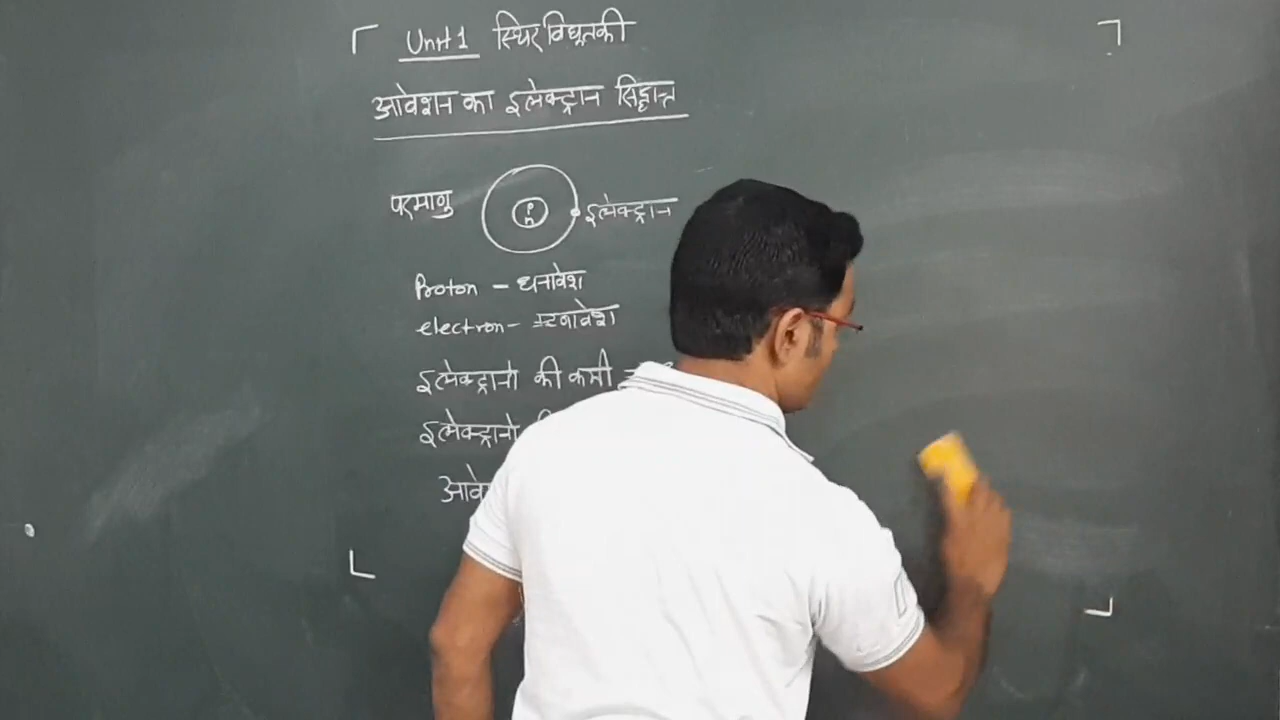 Unit 1 स्थिर विधूतकी
आवेशन का इलेक्ट्रान सिद्धान्त
परमाणु
P
n
इलेक्ट्रान
Proton - धनावेश
electron - ऋणावेश
इलेक्ट्रानो की कमी
इलेक्ट्रानो